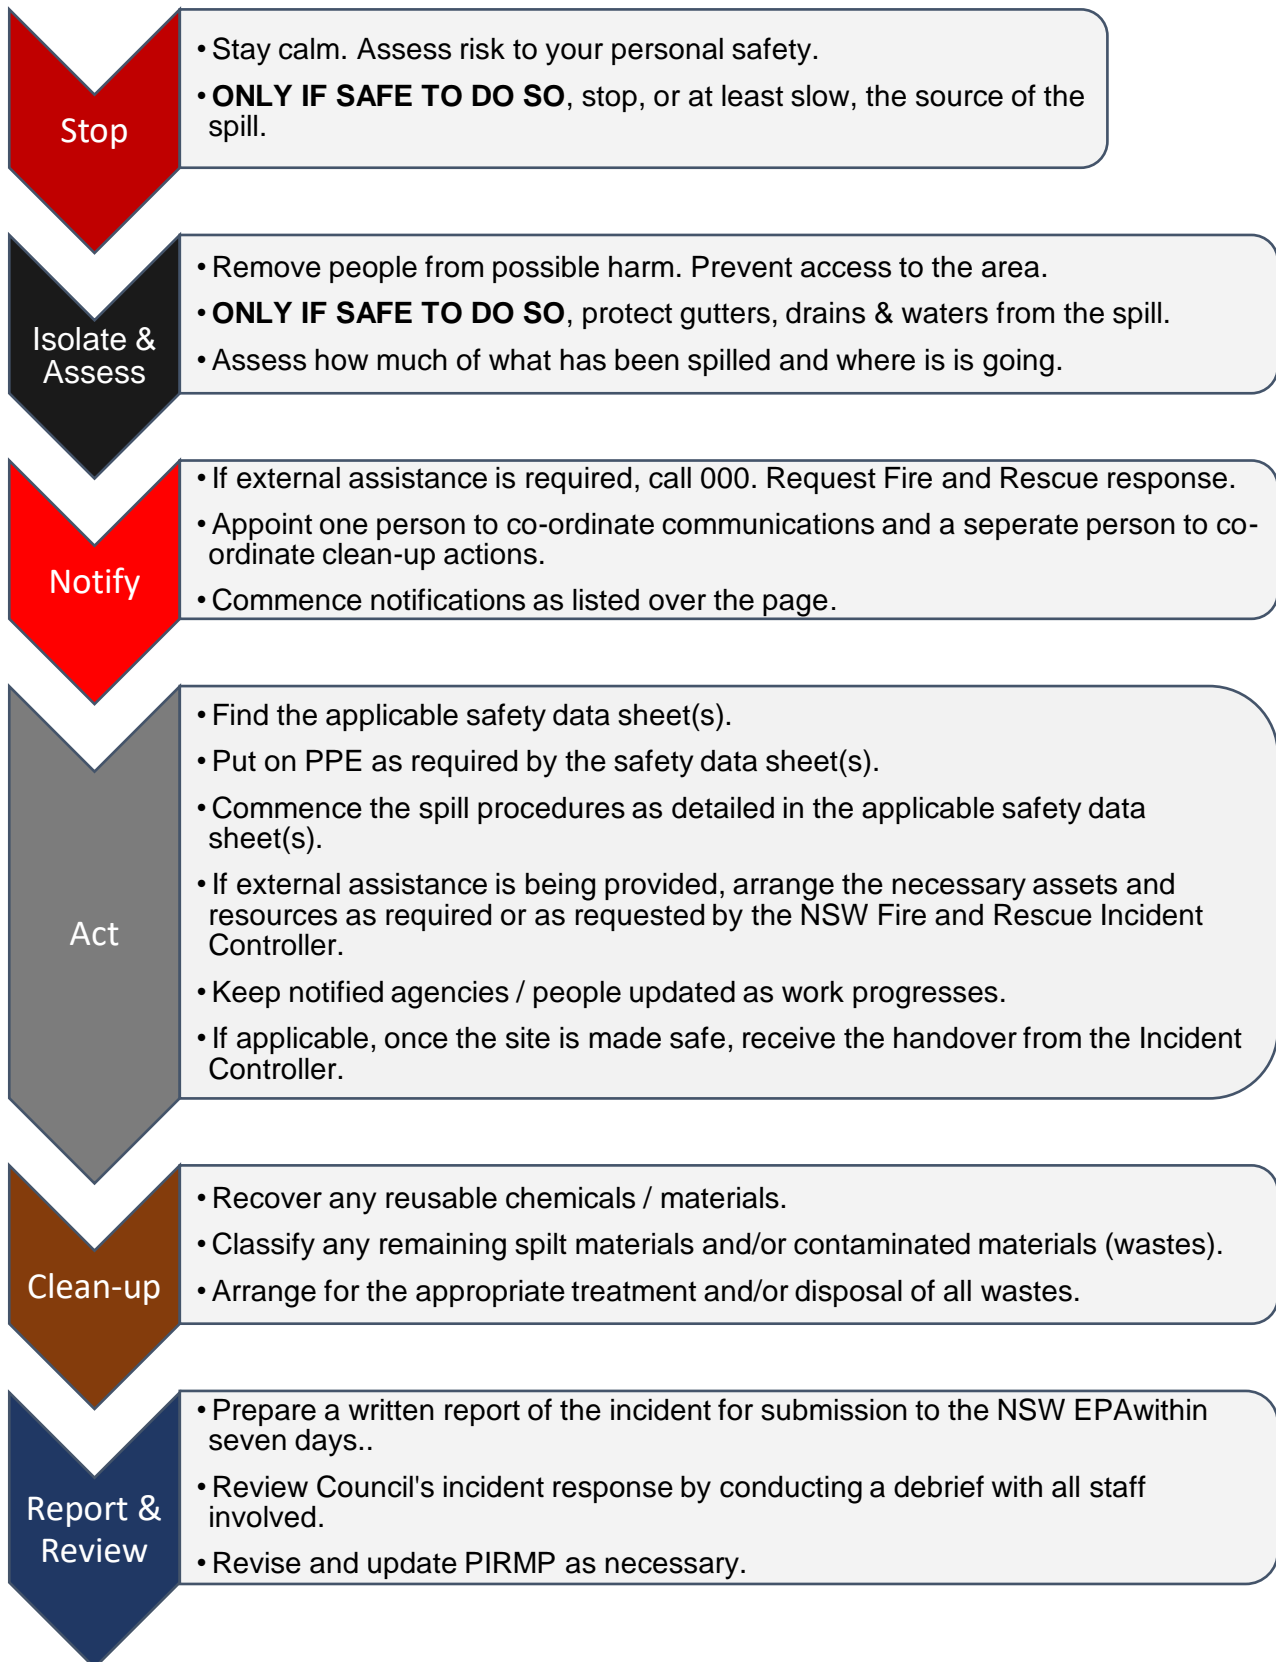 Stop
• Stay calm. Assess risk to your personal safety.
• ONLY IF SAFE TO DO SO, stop, or at least slow, the source of the
spill.
Isolate &
Assess
• Remove people from possible harm. Prevent access to the area.
• ONLY IF SAFE TO DO SO, protect gutters, drains & waters from the spill.
• Assess how much of what has been spilled and where is is going.
Notify
• If external assistance is required, call 000. Request Fire and Rescue response.
• Appoint one person to co-ordinate communications and a seperate person to co-
ordinate clean-up actions.
• Commence notifications as listed over the page.
Act
• Find the applicable safety data sheet(s).
• Put on PPE as required by the safety data sheet(s).
• Commence the spill procedures as detailed in the applicable safety data
sheet(s).
• If external assistance is being provided, arrange the necessary assets and
resources as required or as requested by the NSW Fire and Rescue Incident
Controller.
• Keep notified agencies / people updated as work progresses.
• If applicable, once the site is made safe, receive the handover from the Incident
Controller.
Clean-up
• Recover any reusable chemicals / materials.
• Classify any remaining spilt materials and/or contaminated materials (wastes).
• Arrange for the appropriate treatment and/or disposal of all wastes.
Report &
Review
• Prepare a written report of the incident for submission to the NSW EPAwithin
seven days..
• Review Council's incident response by conducting a debrief with all staff
involved.
• Revise and update PIRMP as necessary.